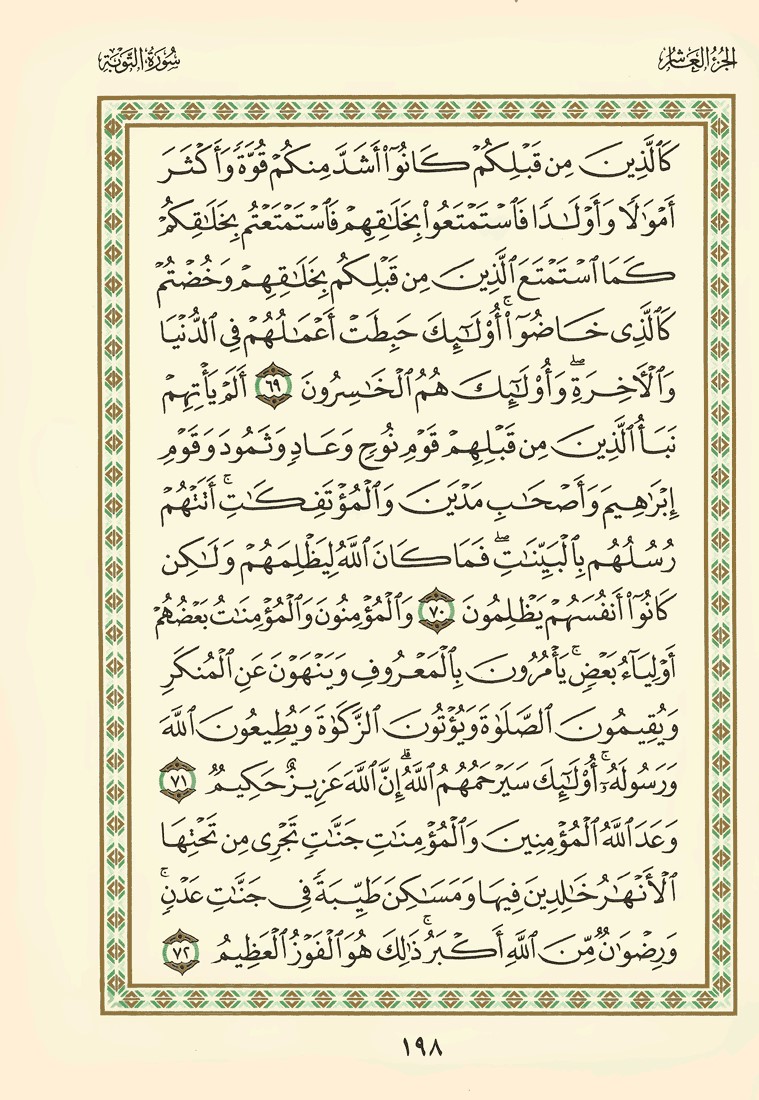 الجزء العاشر
سورة التوبة
كَٱلَّذِينَ مِن قَبْلِكُمْ كَانُوٓا۟ أَشَدَّ مِنكُمْ قُوَّةً وَأَكْثَرَ
أَمْوَٰلًا وَأَوْلَـٰدًا فَٱسْتَمْتَعُوا۟ بِخَلَـٰقِهِمْ فَٱسْتَمْتَعْتُم بِخَلَـٰقِكُمْ
كَمَا ٱسْتَمْتَعَ ٱلَّذِينَ مِن قَبْلِكُم بِخَلَـٰقِهِمْ وَخُضْتُمْ
كَٱلَّذِى خَاضُوٓا۟ ۚ أُو۟لَـٰٓئِكَ حَبِطَتْ أَعْمَـٰلُهُمْ فِى ٱلدُّنْيَا
وَٱلْـَٔاخِرَةِ ۖ وَأُو۟لَـٰٓئِكَ هُمُ ٱلْخَـٰسِرُونَ ٦٩ أَلَمْ يَأْتِهِمْ
نَبَأُ ٱلَّذِينَ مِن قَبْلِهِمْ قَوْمِ نُوحٍ وَعَادٍ وَثَمُودَ وَقَوْمِ
إِبْرَٰهِيمَ وَأَصْحَـٰبِ مَدْيَنَ وَٱلْمُؤْتَفِكَـٰتِ ۚ أَتَتْهُمْ
رُسُلُهُم بِٱلْبَيِّنَـٰتِ ۖ فَمَا كَانَ ٱللَّهُ لِيَظْلِمَهُمْ وَلَـٰكِن
كَانُوٓا۟ أَنفُسَهُمْ يَظْلِمُونَ ٧٠ وَٱلْمُؤْمِنُونَ وَٱلْمُؤْمِنَـٰتُ بَعْضُهُمْ
أَوْلِيَآءُ بَعْضٍ ۚ يَأْمُرُونَ بِٱلْمَعْرُوفِ وَيَنْهَوْنَ عَنِ ٱلْمُنكَرِ
وَيُقِيمُونَ ٱلصَّلَوٰةَ وَيُؤْتُونَ ٱلزَّكَوٰةَ وَيُطِيعُونَ ٱللَّهَ
وَرَسُولَهُۥٓ ۚ أُو۟لَـٰٓئِكَ سَيَرْحَمُهُمُ ٱللَّهُ ۗ إِنَّ ٱللَّهَ عَزِيزٌ حَكِيمٌ ٧١
وَعَدَ ٱللَّهُ ٱلْمُؤْمِنِينَ وَٱلْمُؤْمِنَـٰتِ جَنَّـٰتٍ تَجْرِى مِن تَحْتِهَا
ٱلْأَنْهَـٰرُ خَـٰلِدِينَ فِيهَا وَمَسَـٰكِنَ طَيِّبَةً فِى جَنَّـٰتِ عَدْنٍ ۚ
وَرِضْوَٰنٌ مِّنَ ٱللَّهِ أَكْبَرُ ۚ ذَٰلِكَ هُوَ ٱلْفَوْزُ ٱلْعَظِيمُ ٧٢
١٩٨